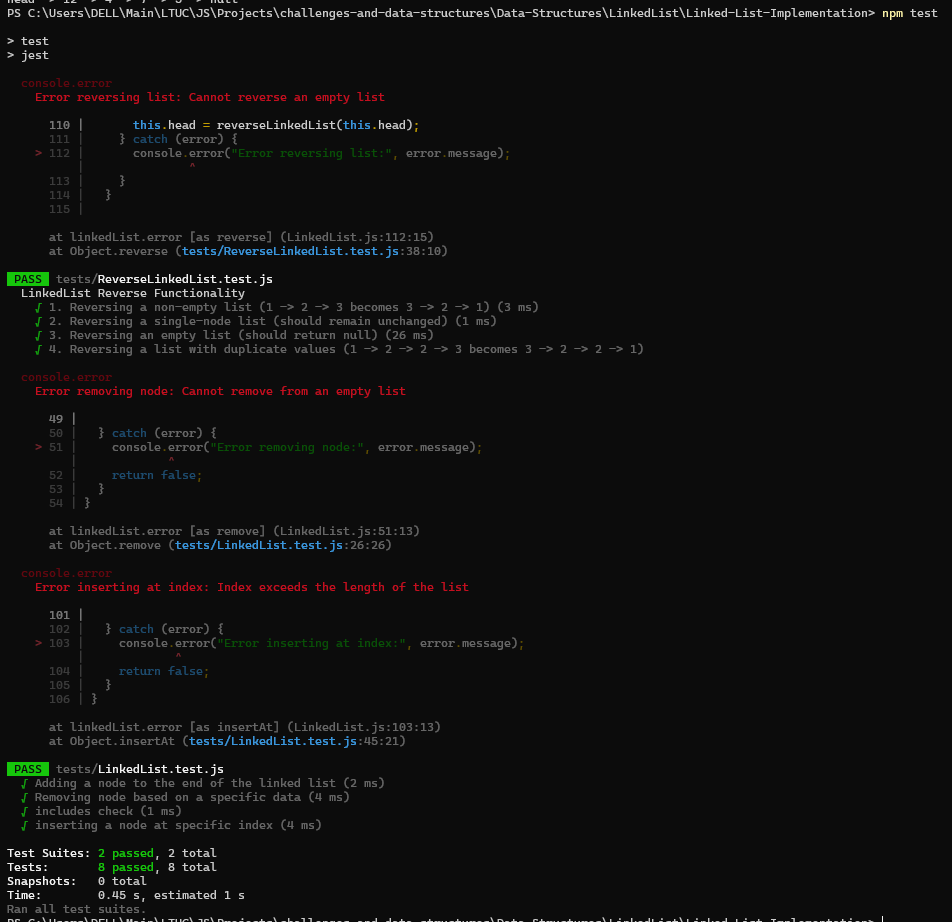 head -> 12 -> 4 -> 7 -> 3 -> null
PS C:\Users\DELL\Main\LTUC\JS\Projects\challenges-and-data-structures\Data-Structures\LinkedList\Linked-List-Implementation> npm test
> test
> jest
console.error
Error reversing list: Cannot reverse an empty list
110 | this.head = reverseLinkedList(this.head);
111 | } catch (error) {
> 112 | console.error("Error reversing list:", error.message);
| ^
113 | }
114 | }
115 |
at linkedList.error [as reverse] (LinkedList.js:112:15)
at Object.reverse (tests/ReverseLinkedList.test.js:38:10)
PASS tests/ReverseLinkedList.test.js
LinkedList Reverse Functionality
√ 1. Reversing a non-empty list (1 -> 2 -> 3 becomes 3 -> 2 -> 1) (3 ms)
√ 2. Reversing a single-node list (should remain unchanged) (1 ms)
√ 3. Reversing an empty list (should return null) (26 ms)
√ 4. Reversing a list with duplicate values (1 -> 2 -> 2 -> 3 becomes 3 -> 2 -> 2 -> 1)
console.error
Error removing node: Cannot remove from an empty list
49 |
50 | } catch (error) {
> 51 | console.error("Error removing node:", error.message);
| ^
52 | return false;
53 | }
54 | }
at linkedList.error [as remove] (LinkedList.js:51:13)
at Object.remove (tests/LinkedList.test.js:26:26)
console.error
Error inserting at index: Index exceeds the length of the list
101 |
102 | } catch (error) {
> 103 | console.error("Error inserting at index:", error.message);
| ^
104 | return false;
105 | }
106 | }
at linkedList.error [as insertAt] (LinkedList.js:103:13)
at Object.insertAt (tests/LinkedList.test.js:45:21)
PASS tests/LinkedList.test.js
√ Adding a node to the end of the linked list (2 ms)
√ Removing node based on a specific data (4 ms)
√ includes check (1 ms)
√ inserting a node at specific index (4 ms)
Test Suites: 2 passed, 2 total
Tests: 8 passed, 8 total
Snapshots: 0 total
Time: 0.45 s, estimated 1 s
Ran all test suites.
PS C:\Users\DELL\Main\LTUC\JS\Projects\challenges-and-data-structures\Data-Structures\LinkedList\Linked-List-Implementation>